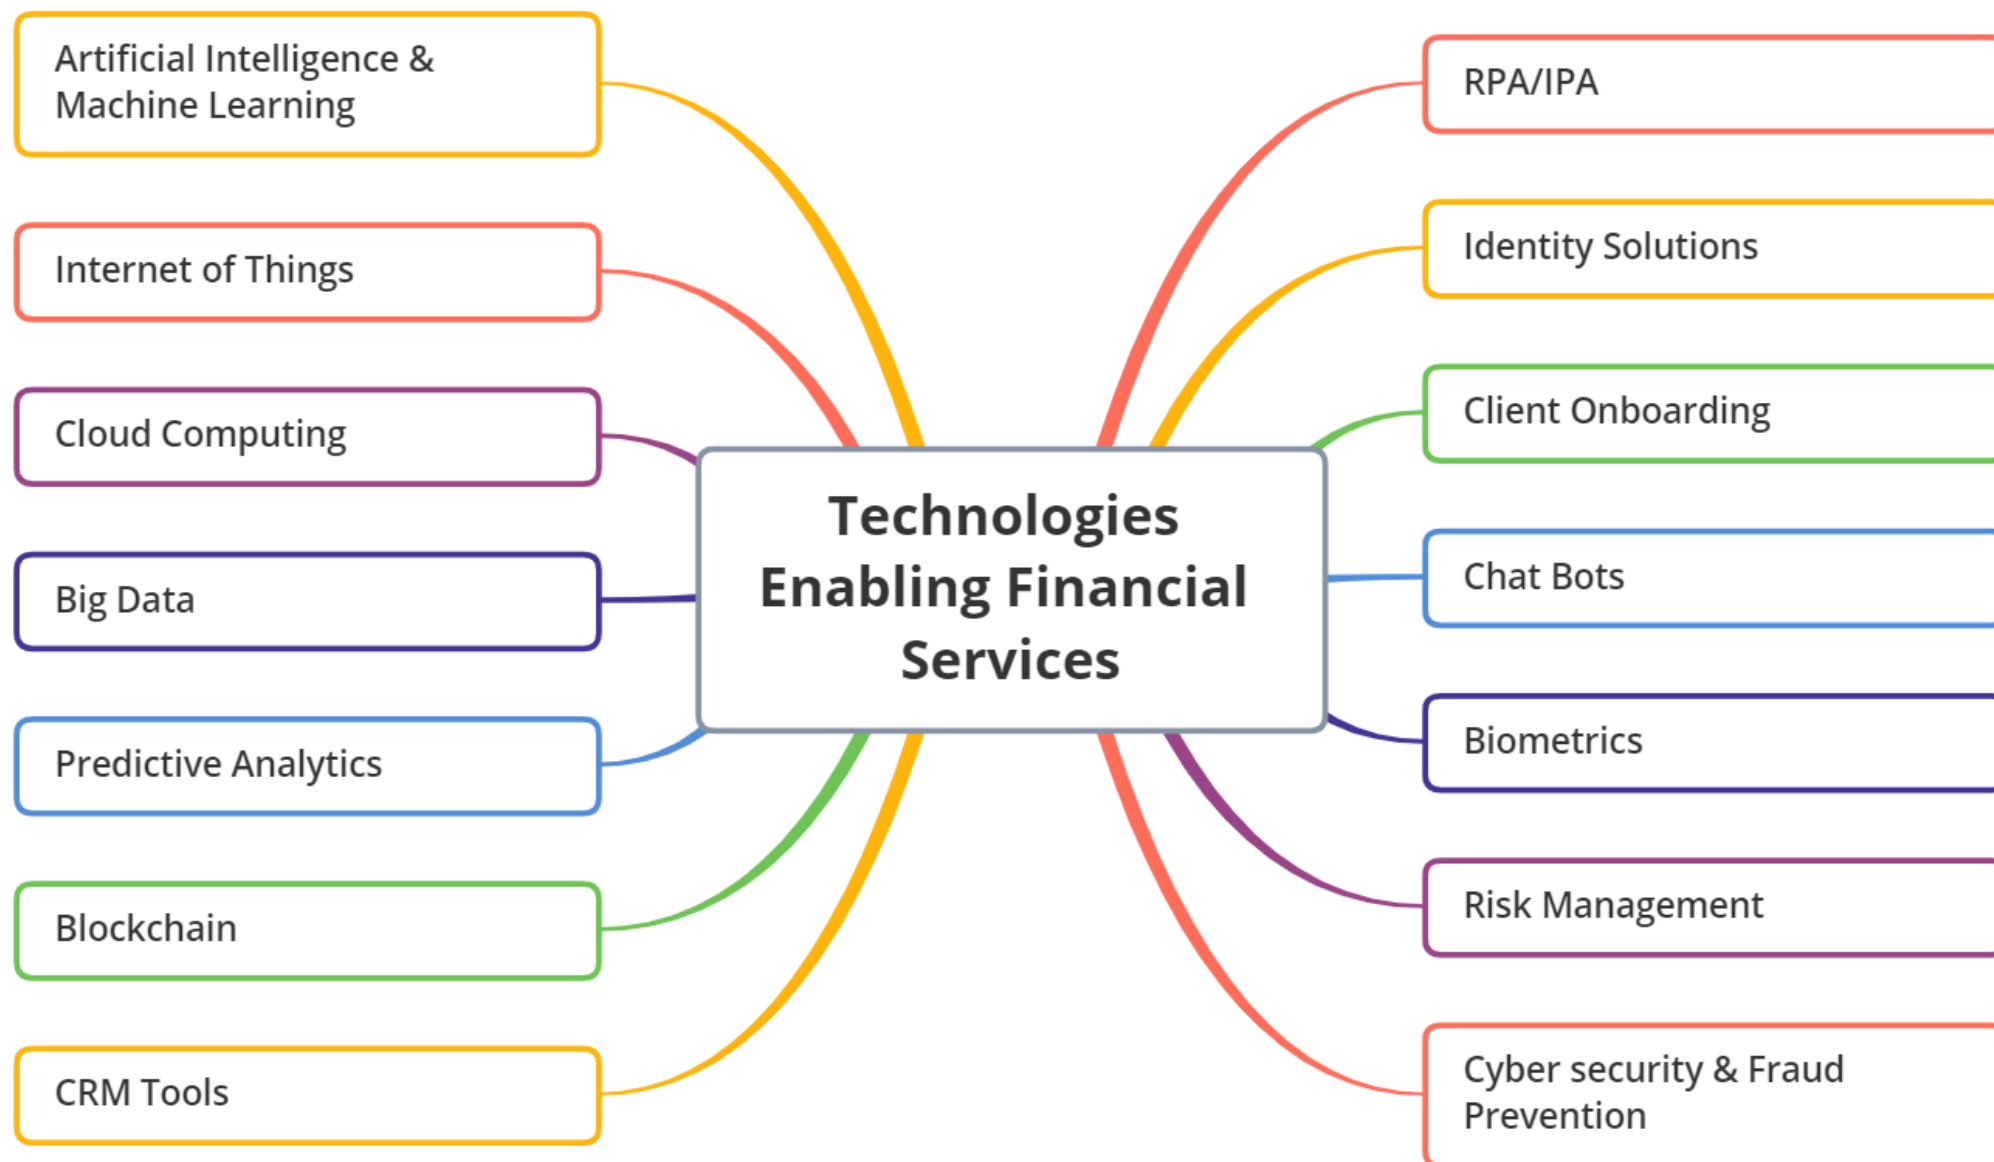 Artificial Intelligence &
Machine Learning
Internet of Things
Cloud Computing
Big Data
Predictive Analytics
Blockchain
CRM Tools
Technologies
Enabling Financial
Services
RPA/IPA
Identity Solutions
Client Onboarding
Chat Bots
Biometrics
Risk Management
Cyber security & Fraud
Prevention